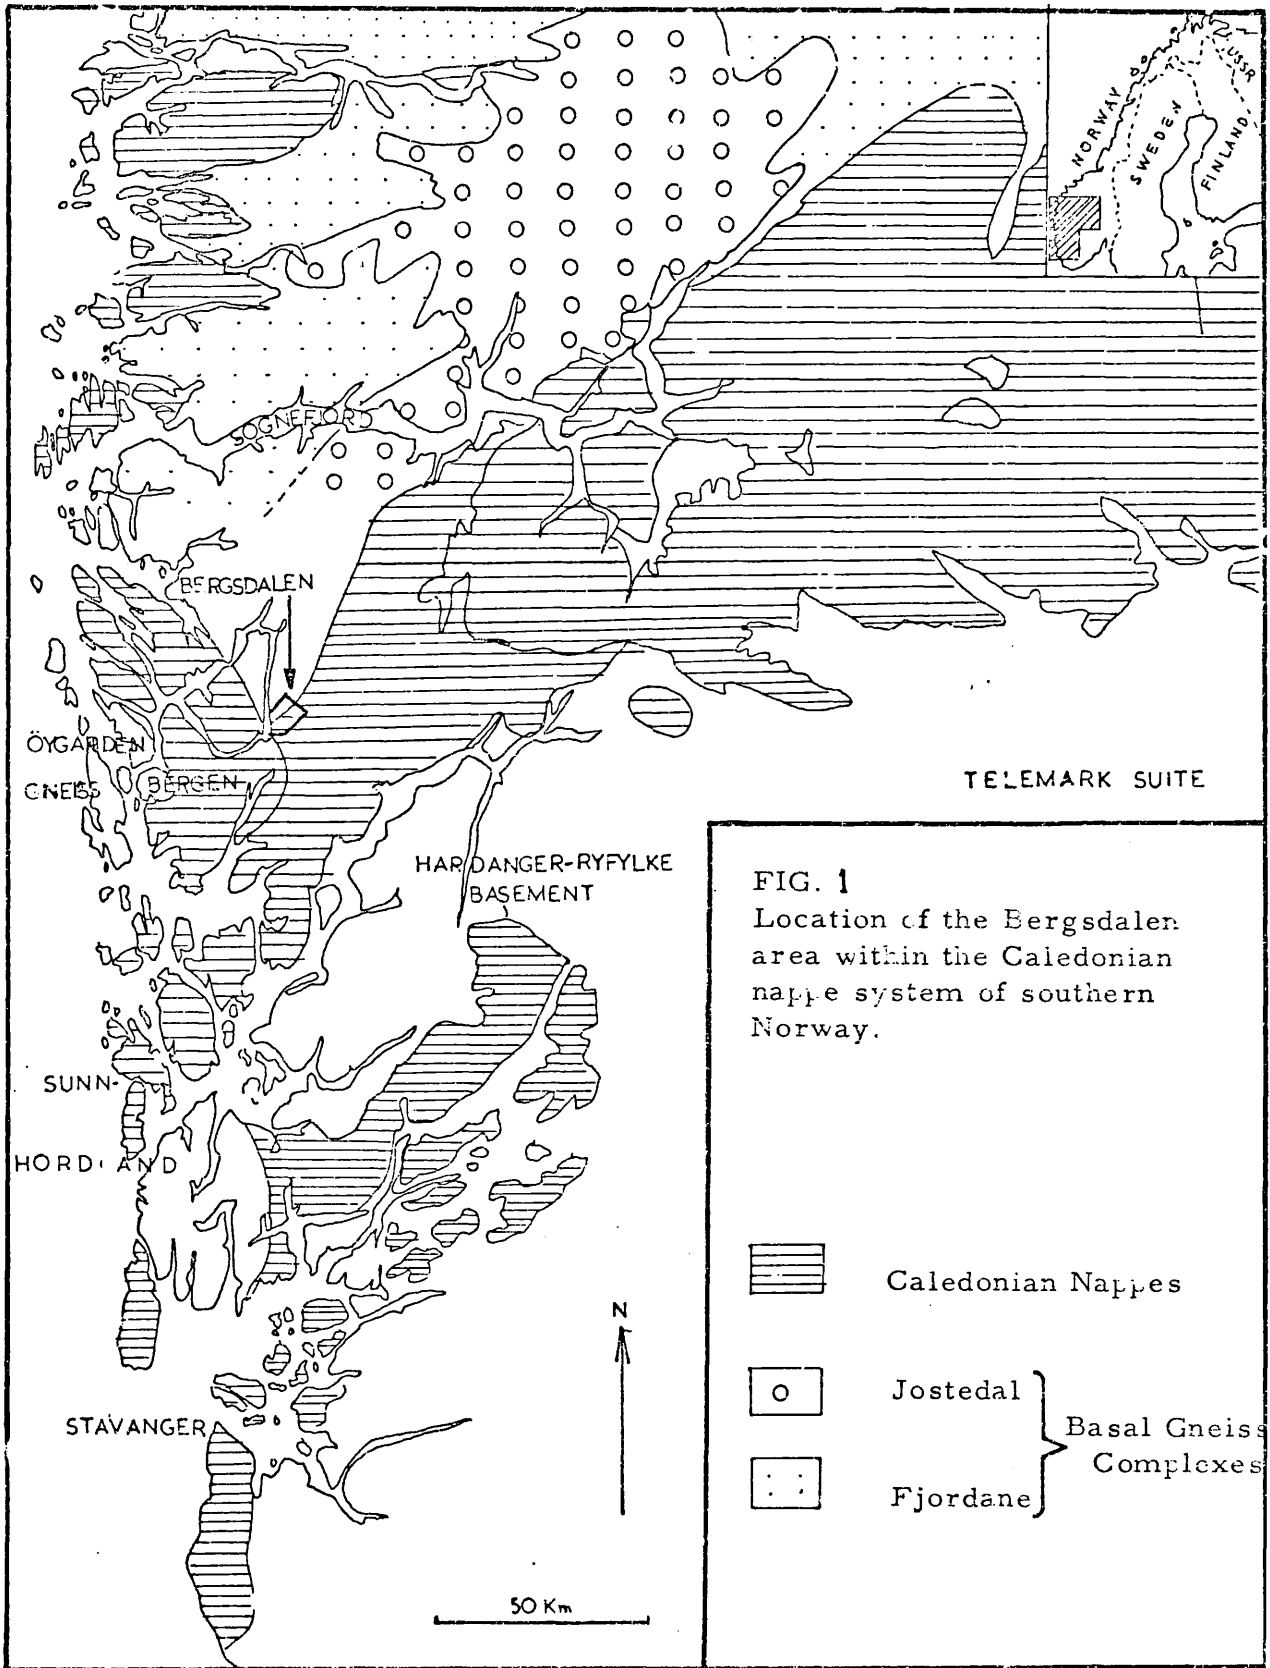 NORWAY
SWEDEN
FINLAND
USSR
SOGNEFJORD
BERGSDALEN
ÖYGARDEN
GNEISS
BERGEN
TELEMARK SUITE
HARDANGER-RYFYLKE
BASEMENT
SUNN-
HORDLAND
STAVANGER
N
50 Km
FIG. 1
Location of the Bergsdalen
area within the Caledonian
nappe system of southern
Norway.
Caledonian Nappes
Jostedal
Fjordane
Basal Gneiss
Complexes